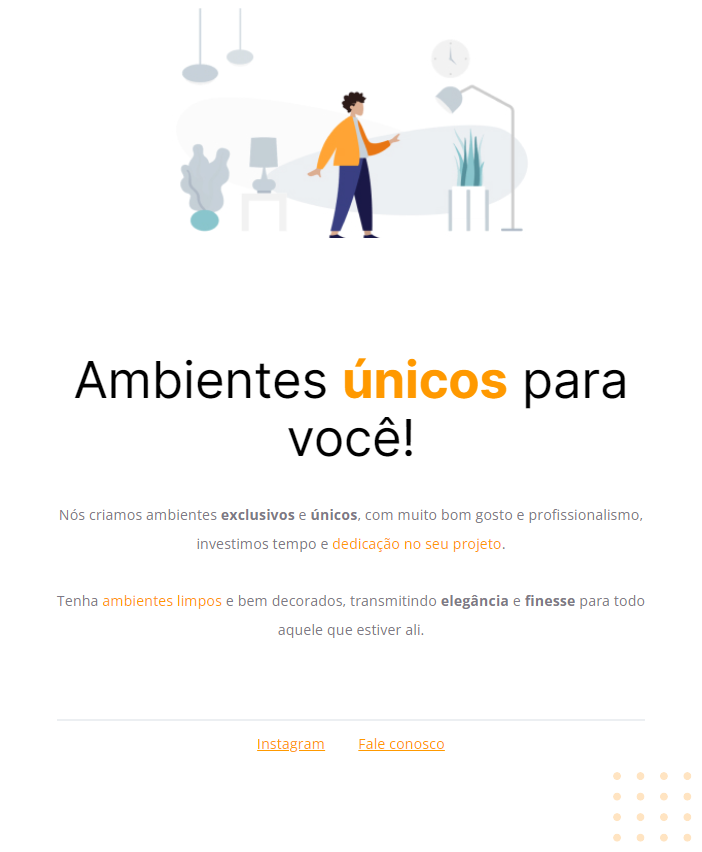 Ambientes únicos para
você!
Nós criamos ambientes exclusivos e únicos, com muito bom gosto e profissionalismo,
investimos tempo e dedicação no seu projeto.
Tenha ambientes limpos e bem decorados, transmitindo elegância e finesse para todo
aquele que estiver ali.
Instagram Fale conosco